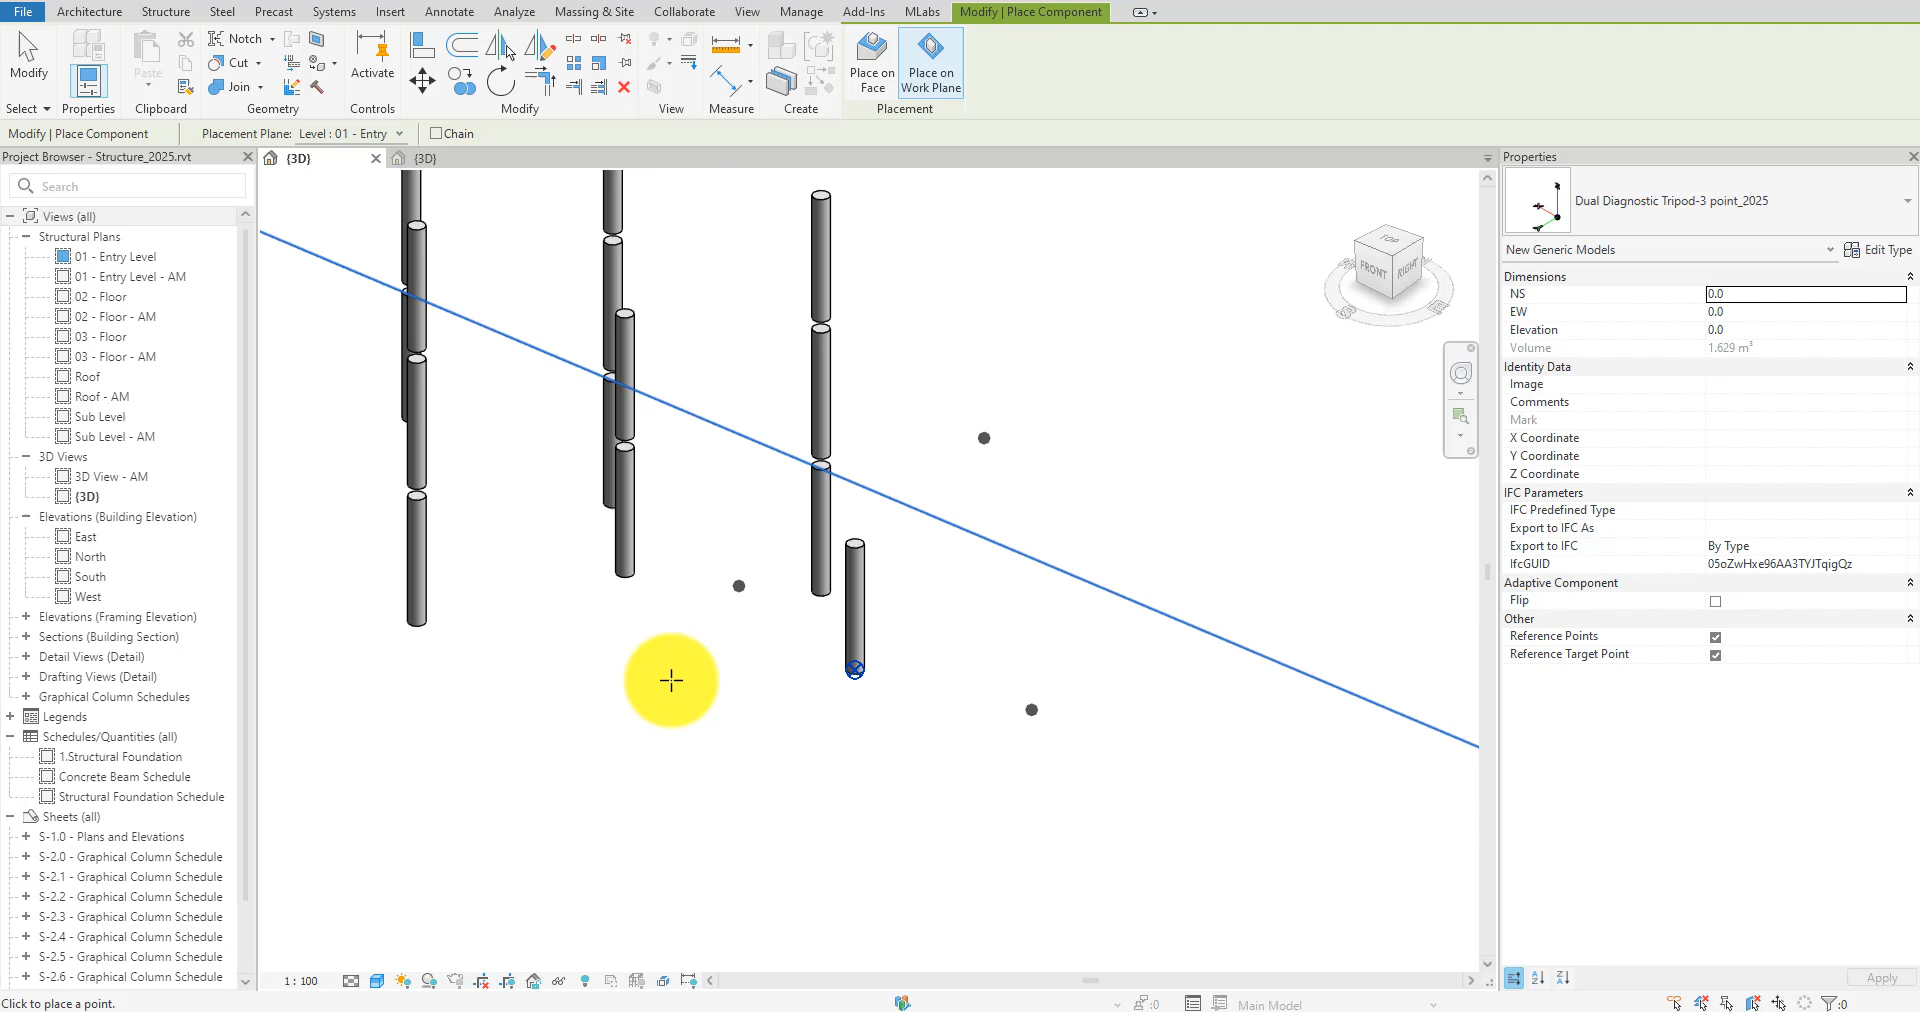 File Architecture Structure Steel Precast Systems Insert Annotate Analyze Massing & Site Collaborate View Manage Add-Ins MLabs Modify | Place Component
Modify
Paste
Notch
Cut
Join
Activate
Place on
Face
Place on
Work Plane
Select Properties Clipboard Geometry Controls Modify View Measure Create Placement
Modify | Place Component Placement Plane: Level : 01 - Entry Chain
Project Browser - Structure_2025.rvt
Search
Views (all)
Structural Plans
01 - Entry Level
01 - Entry Level - AM
02 - Floor
02 - Floor - AM
03 - Floor
03 - Floor - AM
Roof
Roof - AM
Sub Level
Sub Level - AM
3D Views
3D View - AM
{3D}
Elevations (Building Elevation)
East
North
South
West
Elevations (Framing Elevation)
Sections (Building Section)
Detail Views (Detail)
Drafting Views (Detail)
Graphical Column Schedules
Legends
Schedules/Quantities (all)
1.Structural Foundation
Concrete Beam Schedule
Structural Foundation Schedule
Sheets (all)
S-1.0 - Plans and Elevations
S-2.0 - Graphical Column Schedule
S-2.1 - Graphical Column Schedule
S-2.2 - Graphical Column Schedule
S-2.3 - Graphical Column Schedule
S-2.4 - Graphical Column Schedule
S-2.5 - Graphical Column Schedule
S-2.6 - Graphical Column Schedule
{3D} {3D}
TOP
FRONT RIGHT
Properties
Dual Diagnostic Tripod-3 point_2025
New Generic Models Edit Type
Dimensions
NS 0.0
EW 0.0
Elevation 0.0
Volume 1.629 m³
Identity Data
Image
Comments
Mark
X Coordinate
Y Coordinate
Z Coordinate
IFC Parameters
IFC Predefined Type
Export to IFC As
Export to IFC By Type
IfcGUID 05oZwHxe96AA3TYJTqigQz
Adaptive Component
Flip
Other
Reference Points
Reference Target Point
Apply
1 : 100
Click to place a point. :0 Main Model :0